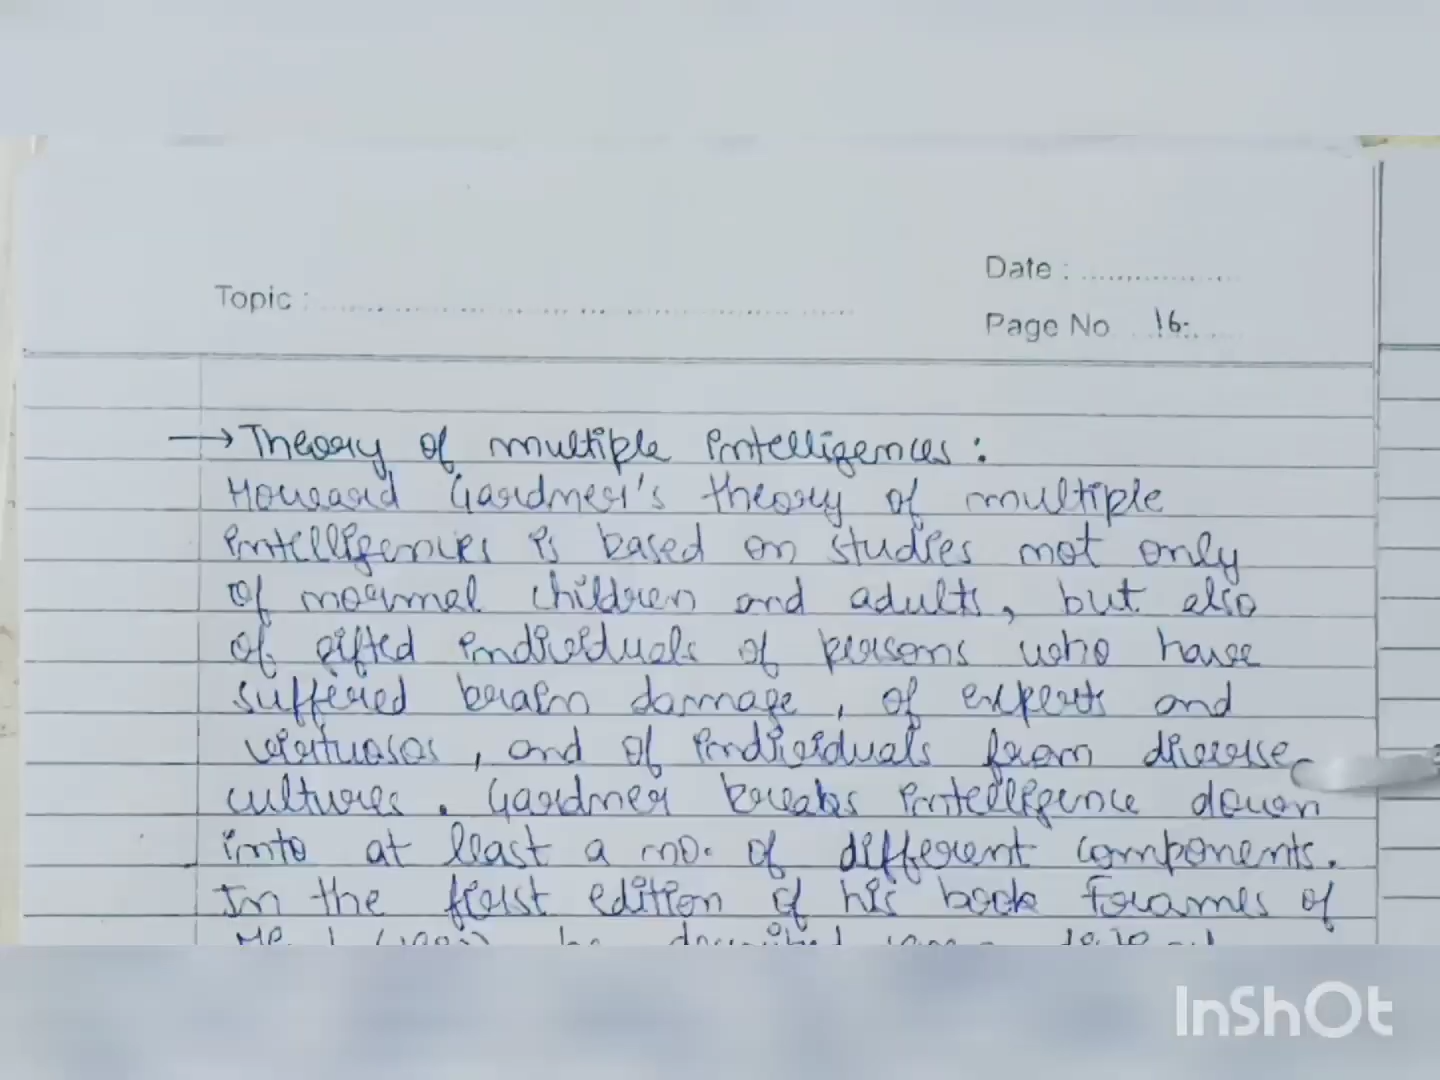 Date :
Topic :
Page No 16.
→ Theory of multiple intelligences :
Howard Gardner's theory of multiple
intelligences is based on studies not only
of normal children and adults, but also
of gifted individuals of persons who have
suffered brain damage, of experts and
virtuosos, and of individuals from diverse
cultures. Gardner breaks intelligence down
into at least a no. of different components.
In the first edition of his book Frames of
he described
InShOt